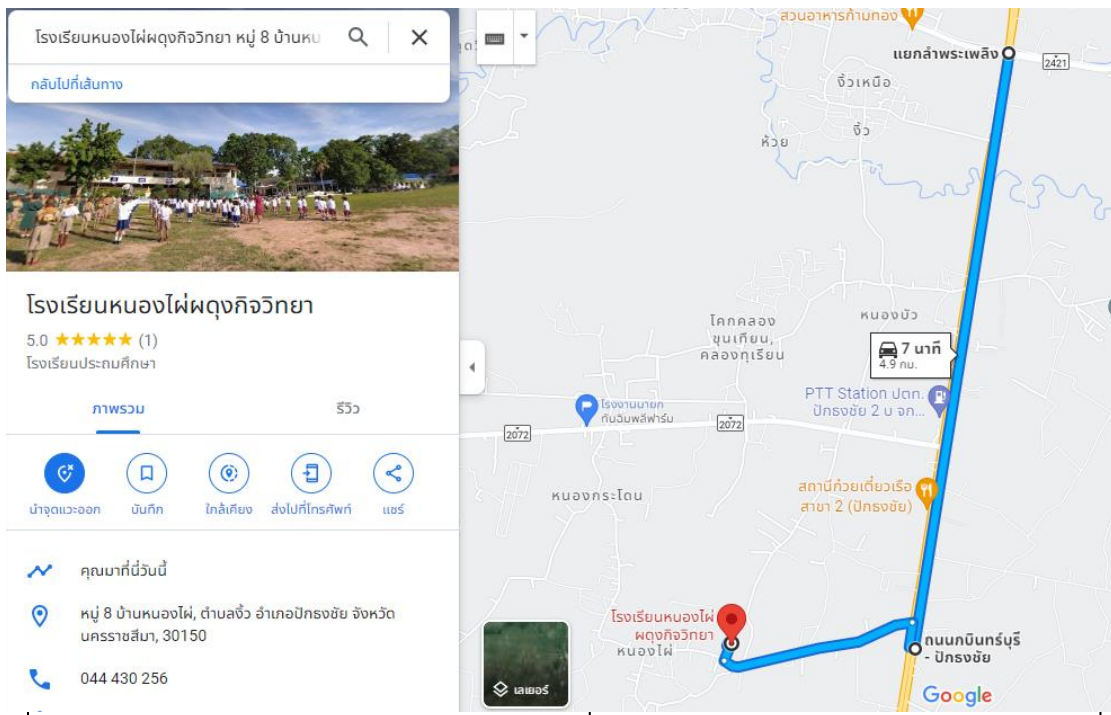 โรงเรียนหนองไผ่ผดุงกิจวิทยา หมู่ 8 บ้านหน
กลับไปที่เส้นทาง
โรงเรียนหนองไผ่ผดุงกิจวิทยา
5.0 ★★★★★ (1)
โรงเรียนประถมศึกษา
ภาพรวม
รีวิว
นำจุดแวะออก
บันทึก
ใกล้เคียง
ส่งไปที่โทรศัพท์
แชร์
คุณมาที่นี่วันนี้
หมู่ 8 บ้านหนองไผ่, ตำบลงิ้ว อำเภอปักธงชัย จังหวัด
นครราชสีมา, 30150
044 430 256
สวนอาหารก้ามทอง
แยกลำพระเพลิง
2421
งิ้วเหนือ
งิ้ว
ห้วย
หนองบัว
โคกคลอง
ขุนเทียน,
คลองทุเรียน
7 นาที
4.9 กม.
PTT Station ปตท.
ปักธงชัย 2 บ จก...
โรงงานนายก
กันฉิมพลีฟาร์ม
2072
2072
หนองกระโดน
สถานีก๋วยเตี๋ยวเรือ
สาขา 2 (ปักธงชัย)
โรงเรียนหนองไผ่
ผดุงกิจวิทยา
หนองไผ่
ถนนกบินทร์บุรี
- ปักธงชัย
เลเยอร์
Google